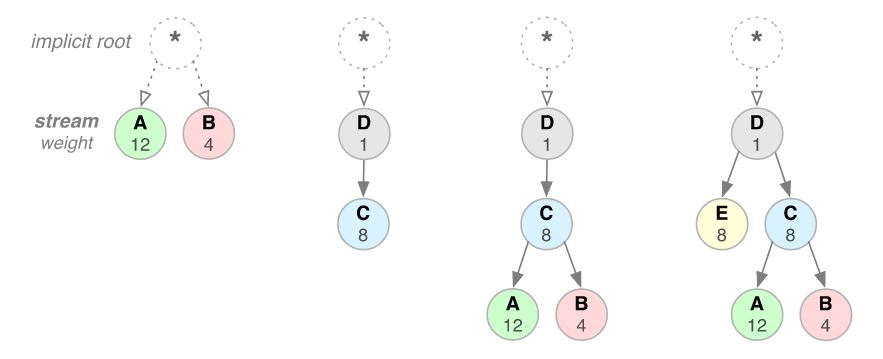 implicit root * * * *
stream A B D D D
weight 12 4 1 1 1
C C E C
8 8 8 8
A B A B
12 4 12 4